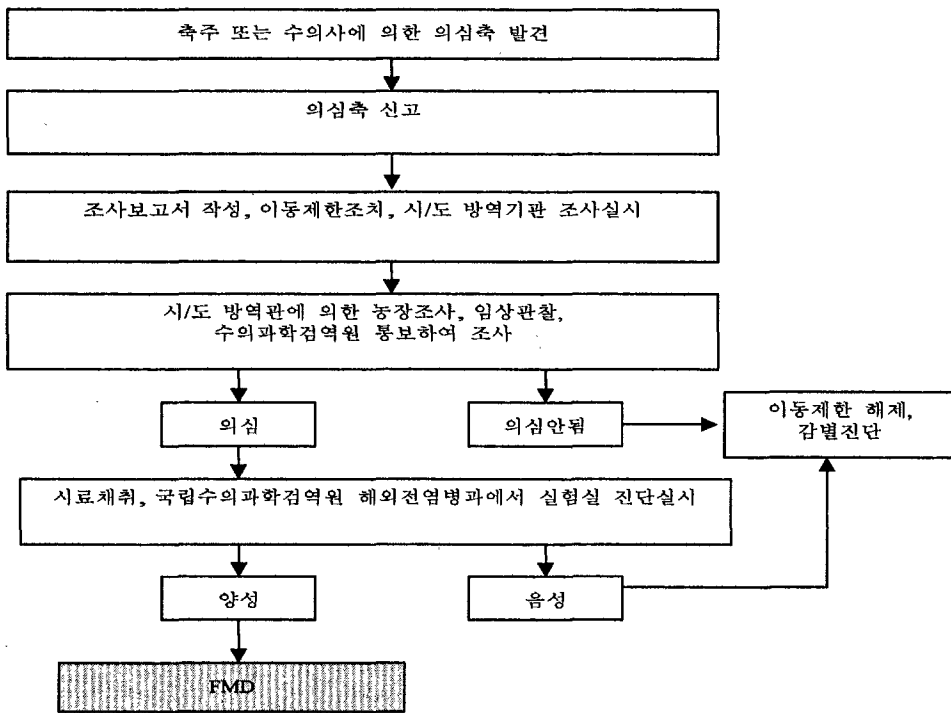 축주 또는 수의사에 의한 의심축 발견
의심축 신고
조사보고서 작성, 이동제한조치, 시/도 방역기관 조사실시
시/도 방역관에 의한 농장조사, 임상관찰,
수의과학검역원 통보하여 조사
의심
의심안됨
이동제한 해제,
감별진단
시료채취, 국립수의과학검역원 해외전염병과에서 실험실 진단실시
양성
음성
FMD